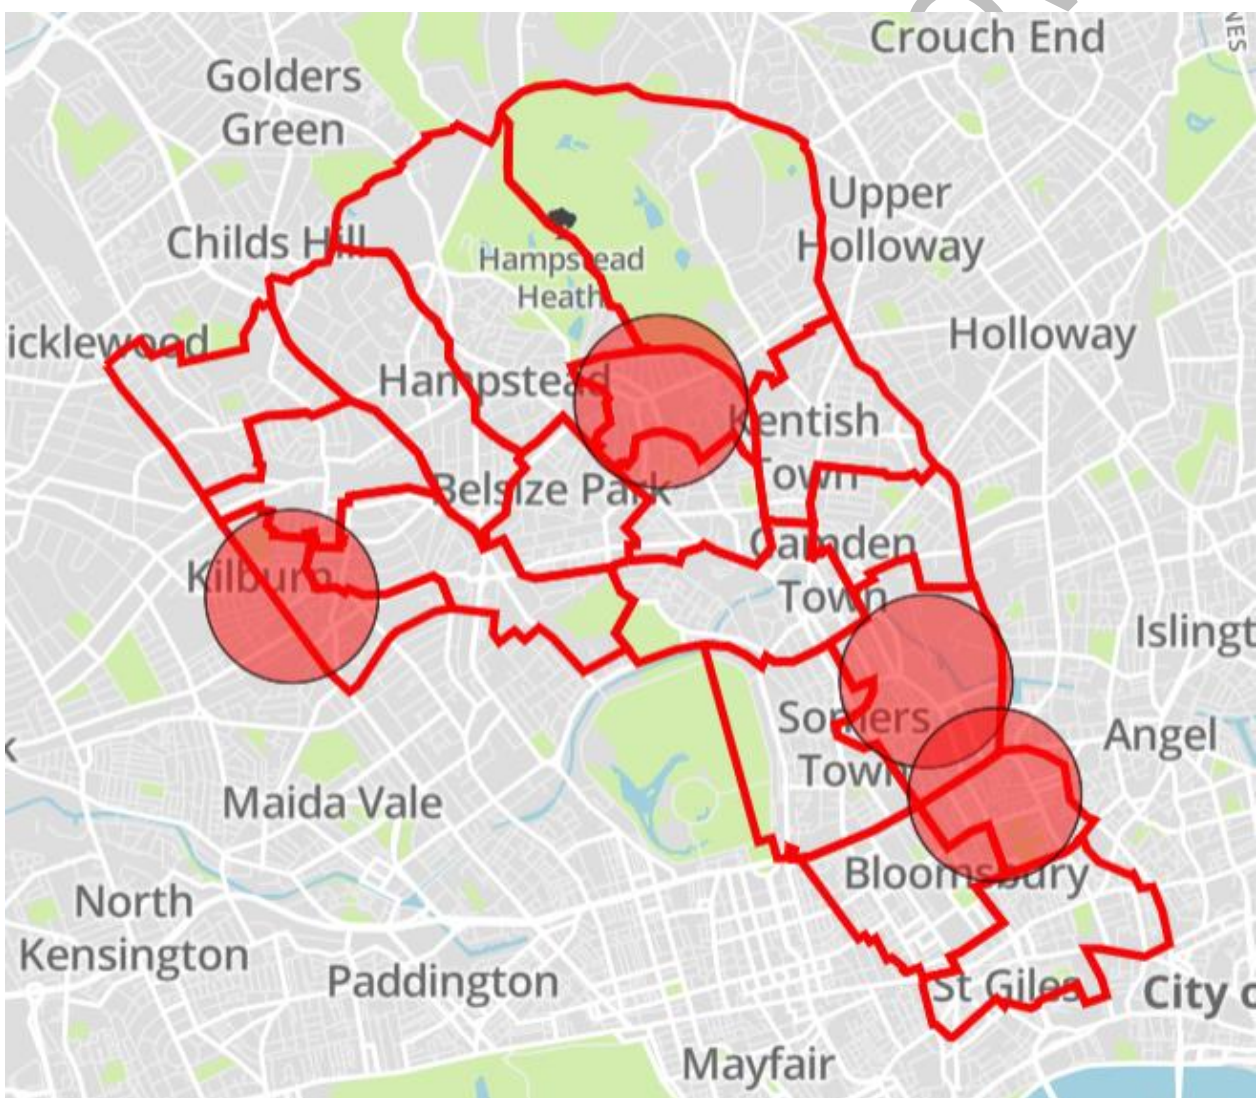 Crouch End
NES
Golders
Green
Upper
Holloway
Childs Hill
Hampstead
Heath
icklewood
Holloway
Hampstead
Kentish
Town
Belsize Park
Camden
Town
Kilburn
Islingt
Somers
Town
Angel
k
Maida Vale
Bloomsbury
North
Kensington
Paddington
St Giles
City o
Mayfair